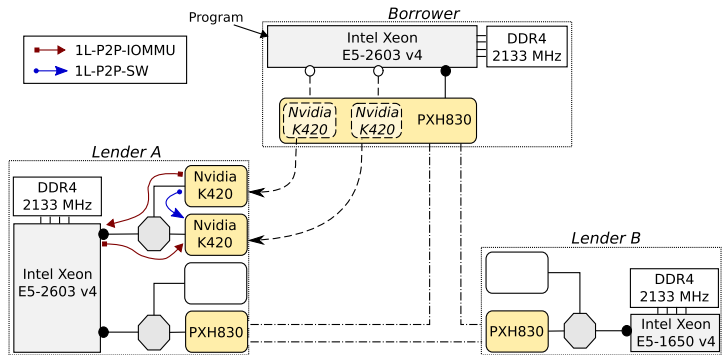 Program
Borrower
Intel Xeon
E5-2603 v4
DDR4
2133 MHz
1L-P2P-IOMMU
1L-P2P-SW
Nvidia
K420
Nvidia
K420
PXH830
Lender A
DDR4
2133 MHz
Nvidia
K420
Nvidia
K420
Intel Xeon
E5-2603 v4
PXH830
Lender B
DDR4
2133 MHz
PXH830
Intel Xeon
E5-1650 v4